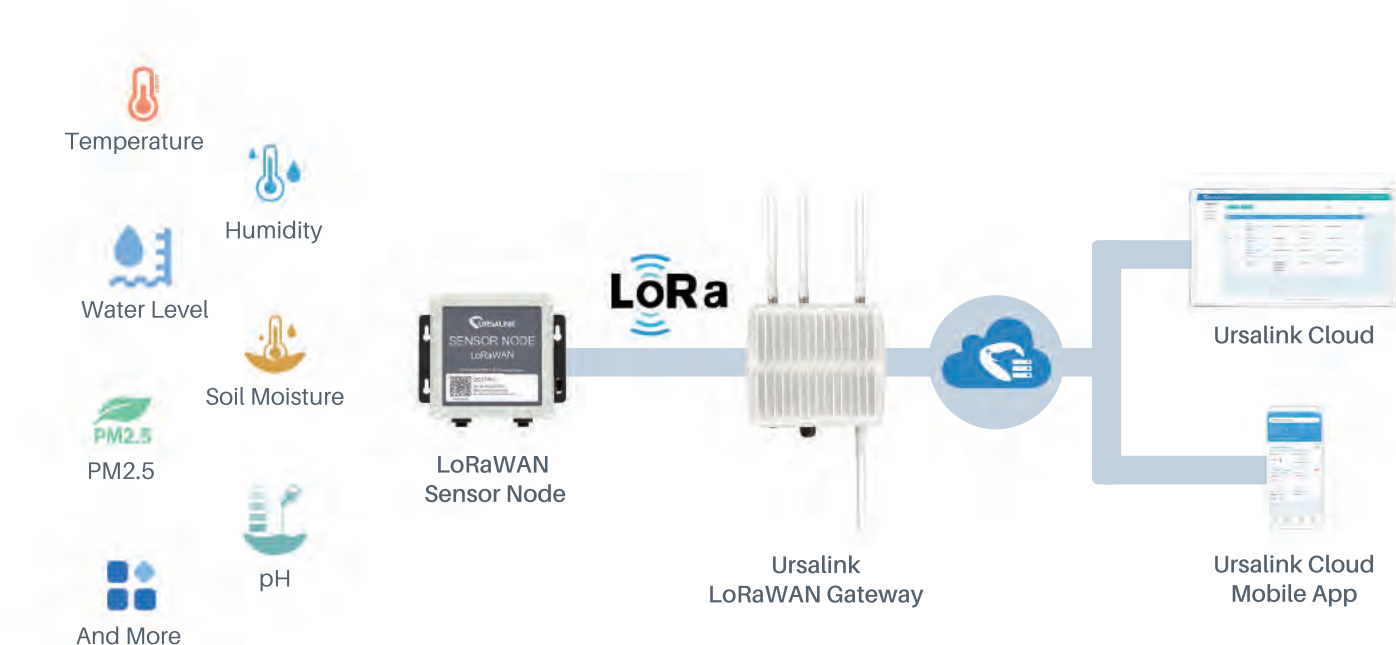 Temperature
Humidity
Water Level
Soil Moisture
PM2.5
PM2.5
pH
And More
URSALINK
SENSOR NODE
LoRaWAN
LoRaWAN
Sensor Node
LoRa
Ursalink
LoRaWAN Gateway
Ursalink Cloud
Ursalink Cloud
Mobile App